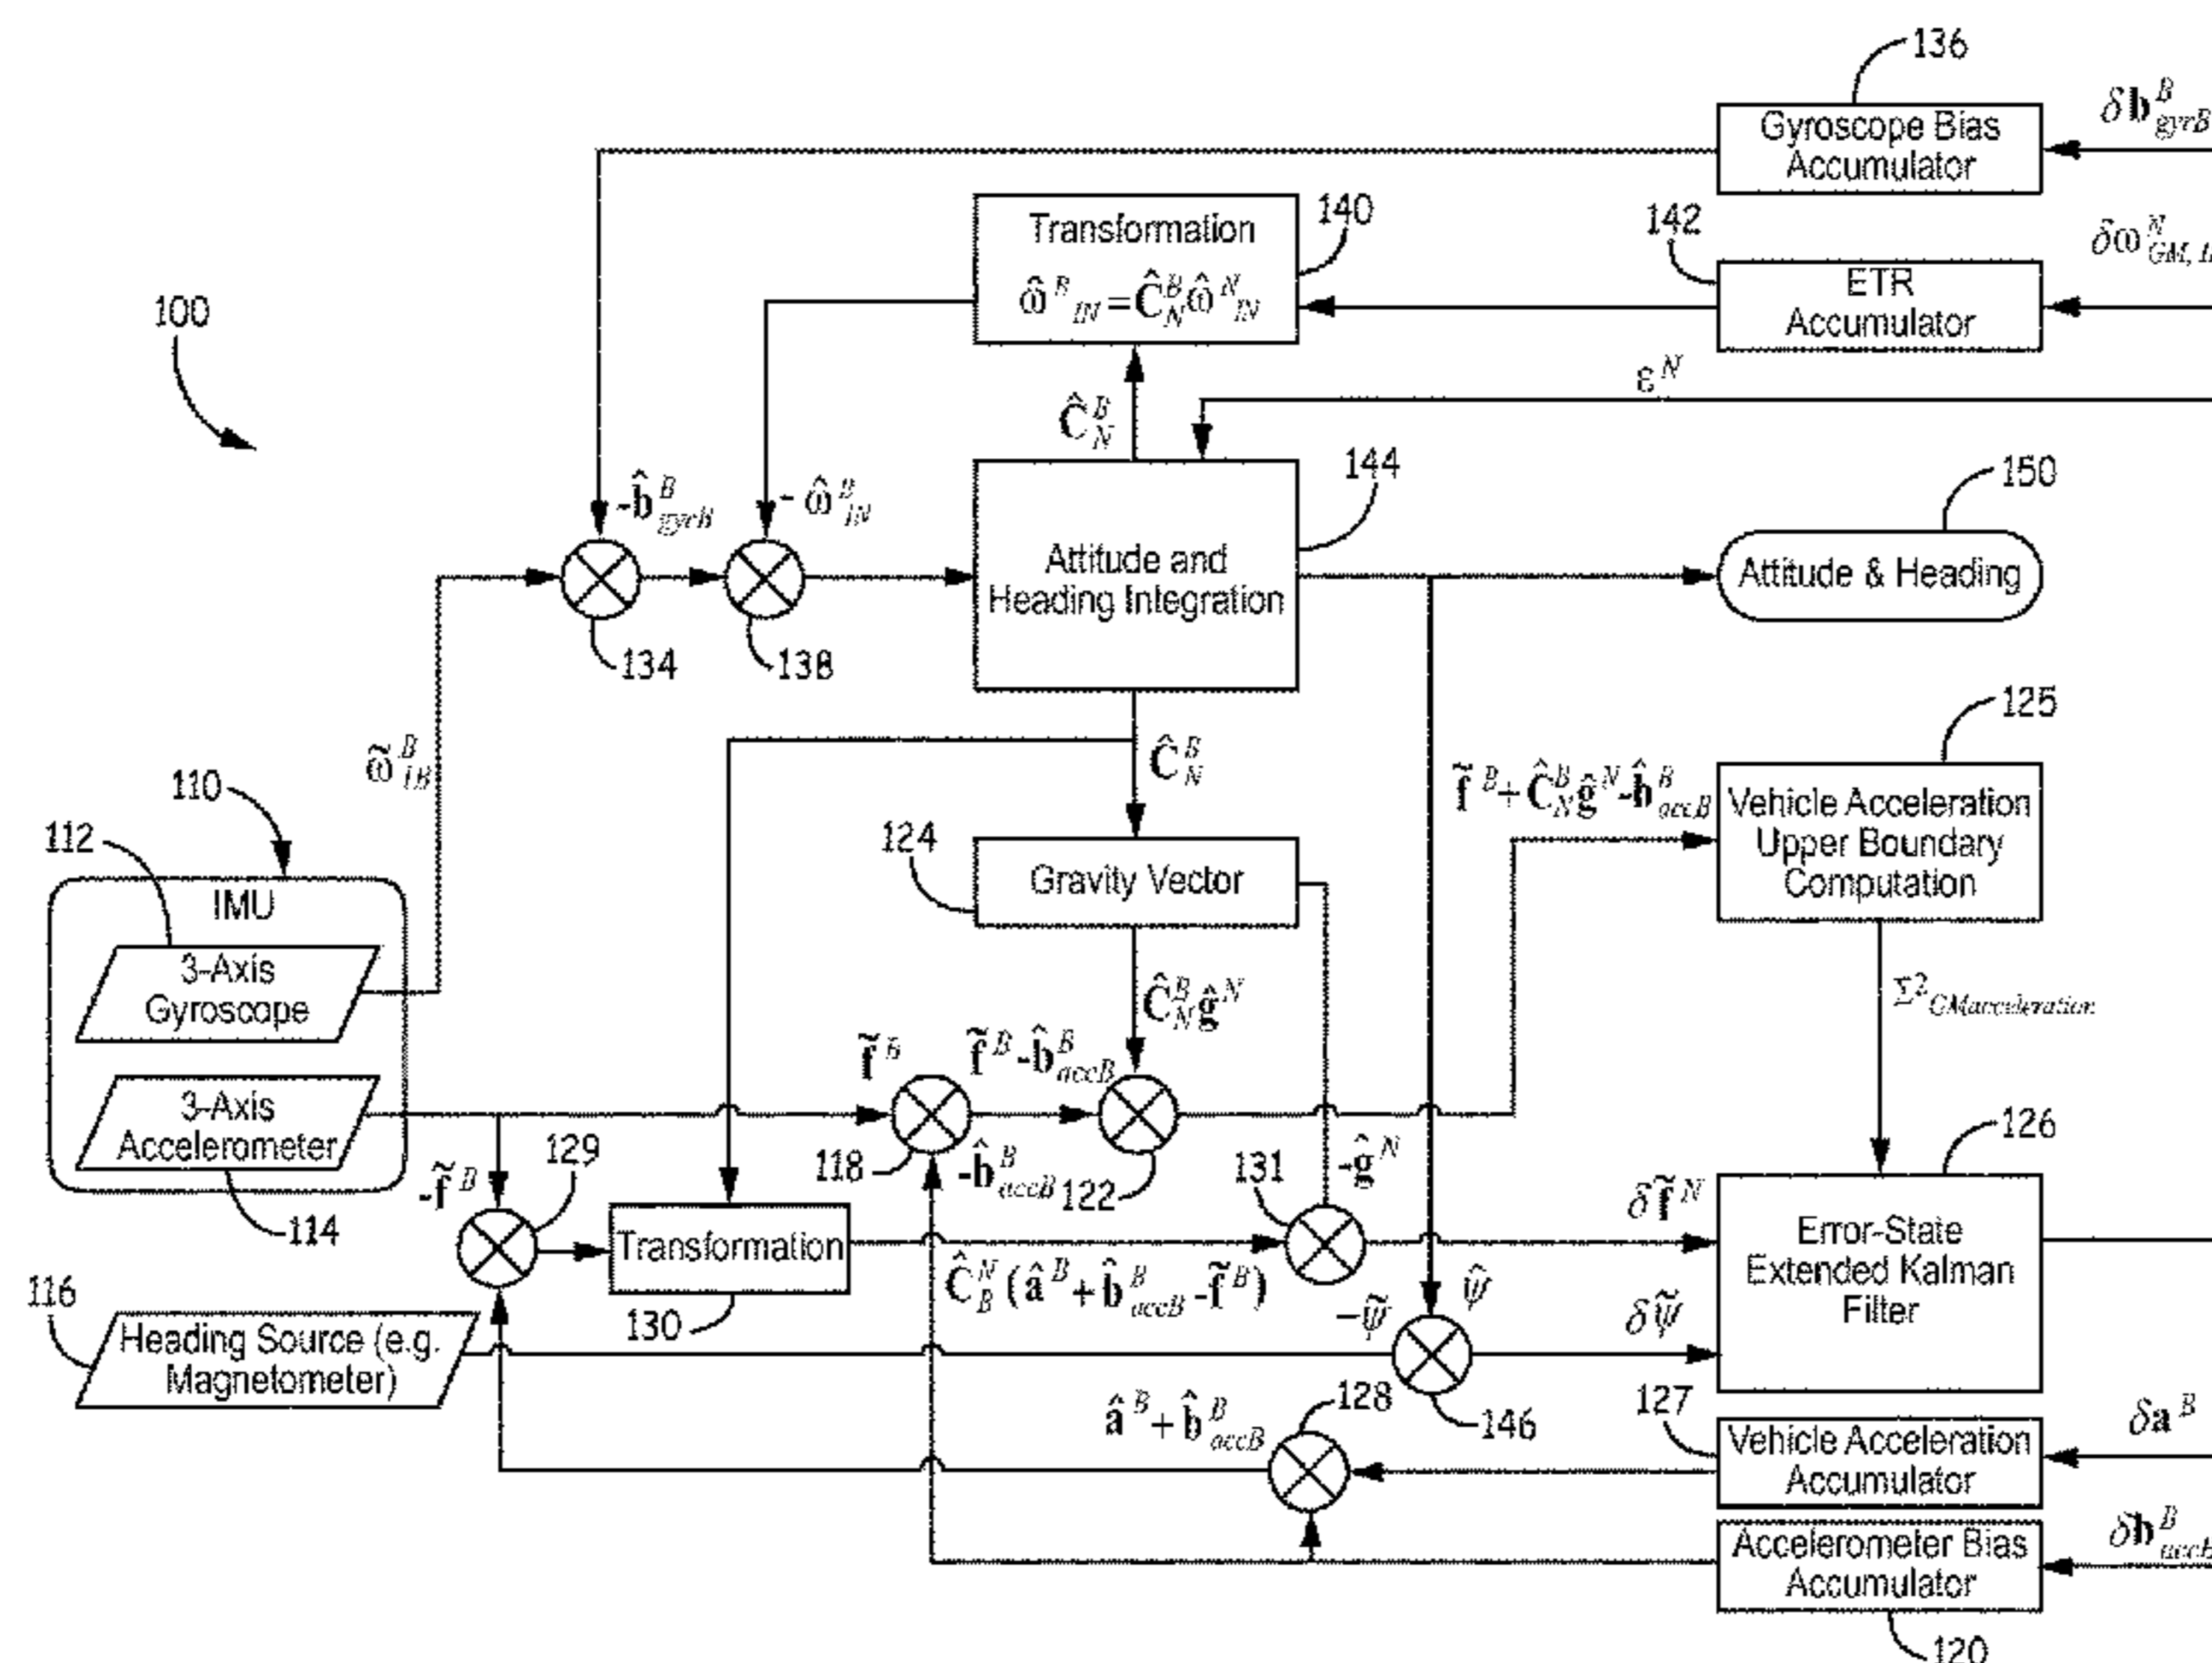 136
Gyroscope Bias
Accumulator
δb^B_gyrB
Transformation
ω̂^B_IN=Ĉ^B_N ω̂^N_IN
140
142
ETR
Accumulator
100
ε^N
Ĉ^B_N
-b̂^B_gyrB
- ω̂^B_IN
144
150
Attitude and
Heading Integration
Attitude & Heading
134
138
ω̃^B_IB
Ĉ^B_N
125
f̃^B+Ĉ^B_N ĝ^N-b̂^B_accB
Vehicle Acceleration
Upper Boundary
Computation
110
112
IMU
3-Axis
Gyroscope
124
Gravity Vector
Ĉ^B_N ĝ^N
Σ²_GMacceleration
3-Axis
Accelerometer
114
f̃^B
f̃^B-b̂^B_accB
118
-b̂^B_accB
122
-f̃^B
129
131
-ĝ^N
126
Transformation
130
Ĉ^N_B(â^B+b̂^B_accB-f̃^B)
δf̃^N
Error-State
Extended Kalman
Filter
116
Heading Source (e.g.
Magnetometer)
-ψ̃
ψ̂
δψ̃
146
â^B+b̂^B_accB
128
127
Vehicle Acceleration
Accumulator
δa^B
Accelerometer Bias
Accumulator
120